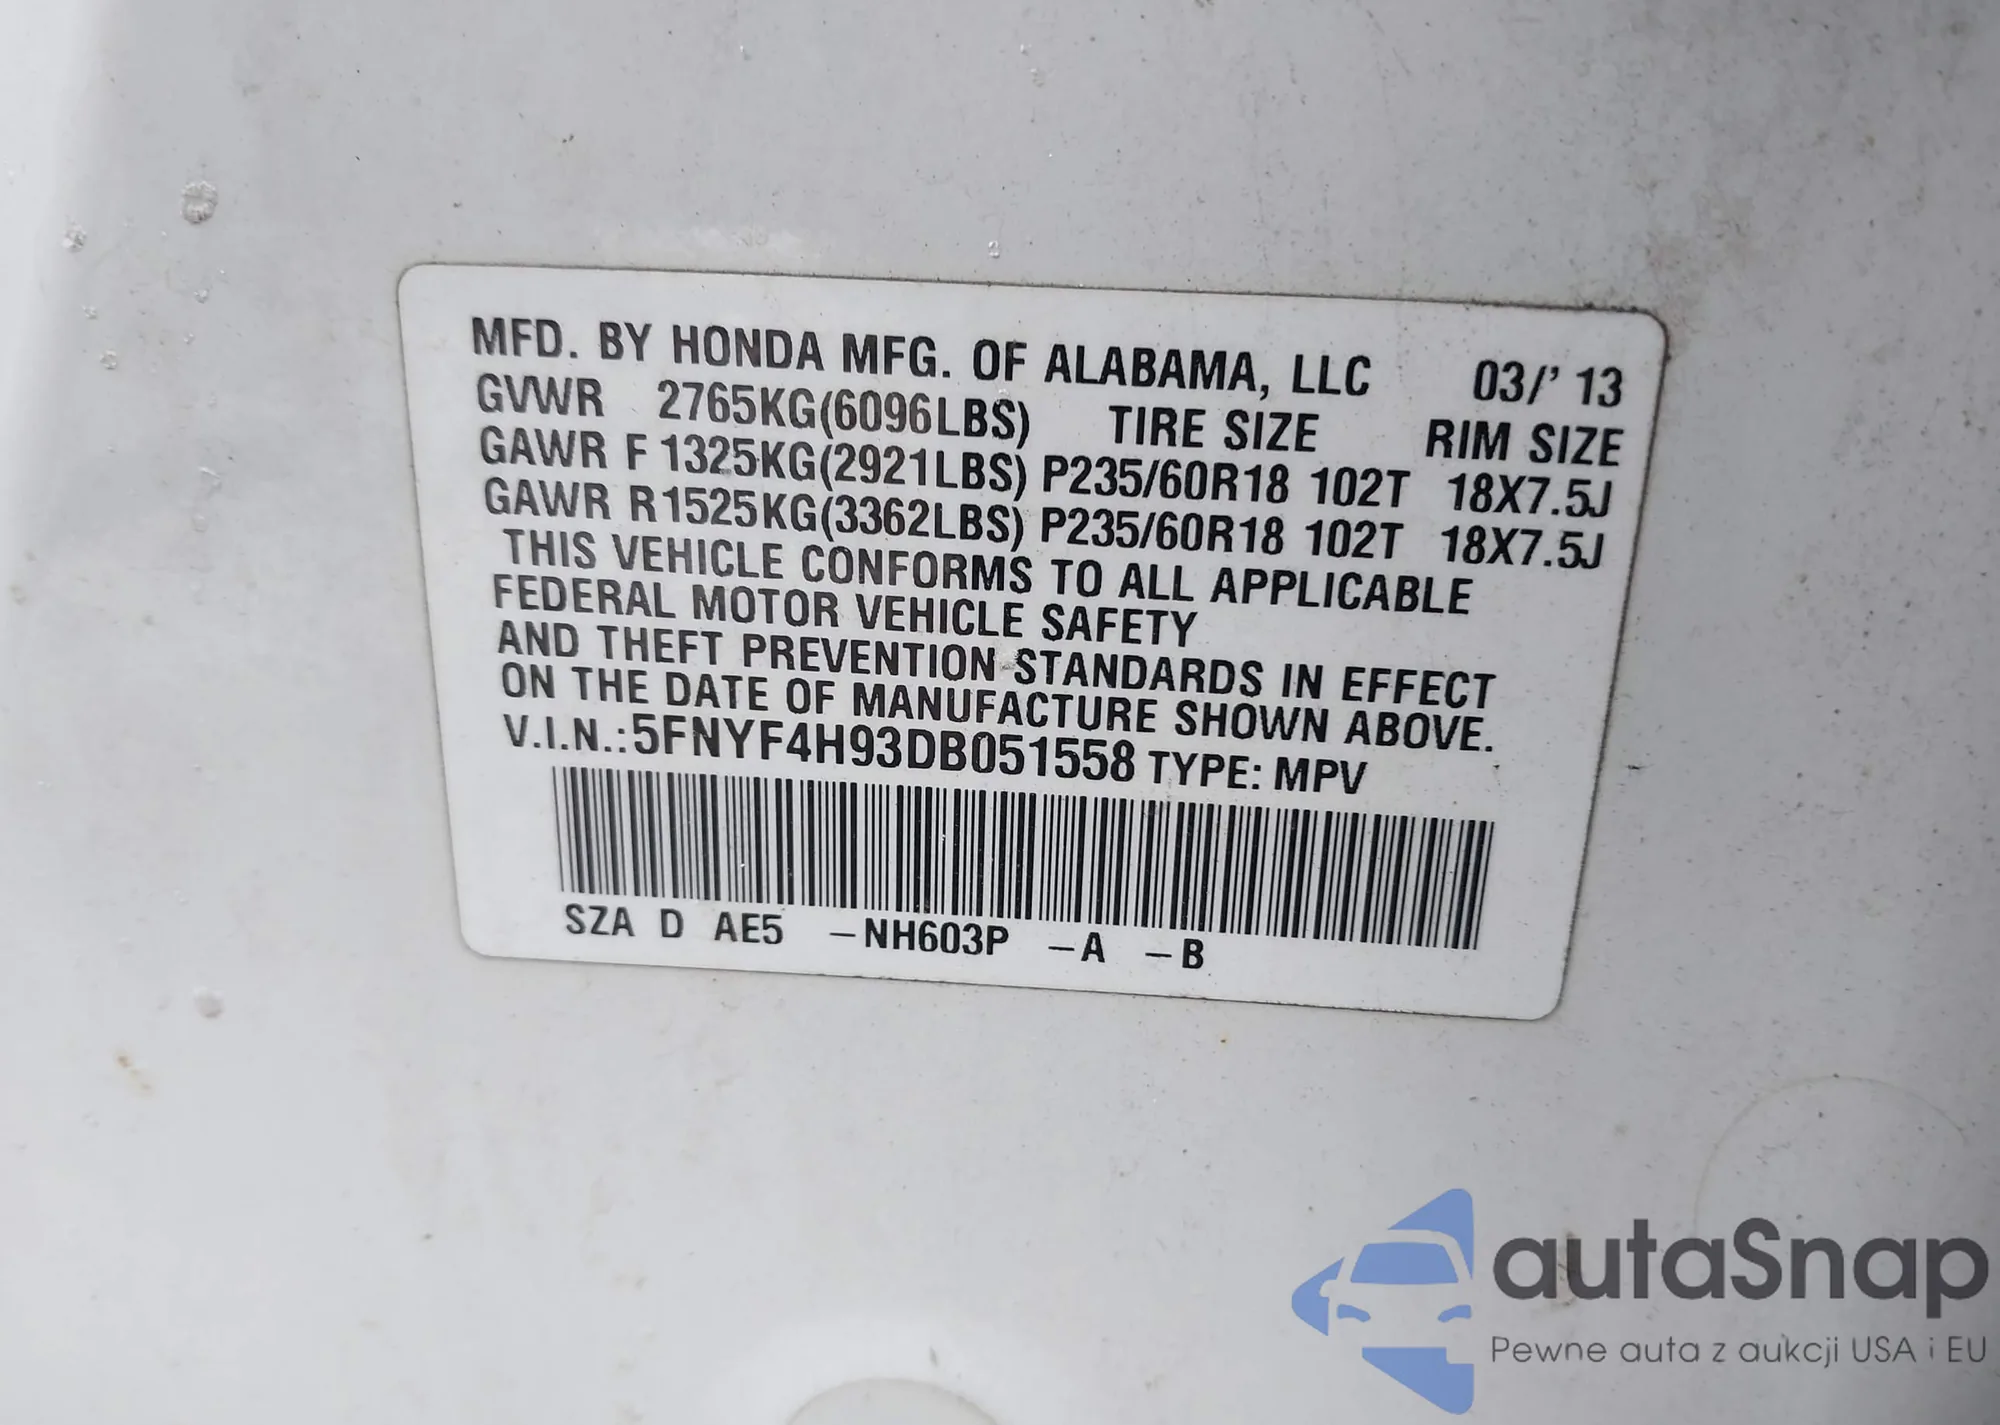 MFD. BY HONDA MFG. OF ALABAMA, LLC 03/' 13
GVWR 2765KG(6096LBS) TIRE SIZE RIM SIZE
GAWR F 1325KG(2921LBS) P235/60R18 102T 18X7.5J
GAWR R 1525KG(3362LBS) P235/60R18 102T 18X7.5J
THIS VEHICLE CONFORMS TO ALL APPLICABLE
FEDERAL MOTOR VEHICLE SAFETY
AND THEFT PREVENTION STANDARDS IN EFFECT
ON THE DATE OF MANUFACTURE SHOWN ABOVE.
V.I.N.:5FNYF4H93DB051558 TYPE: MPV
SZA D AE5 –NH603P –A –B
autaSnap
Pewne auta z aukcji USA i EU